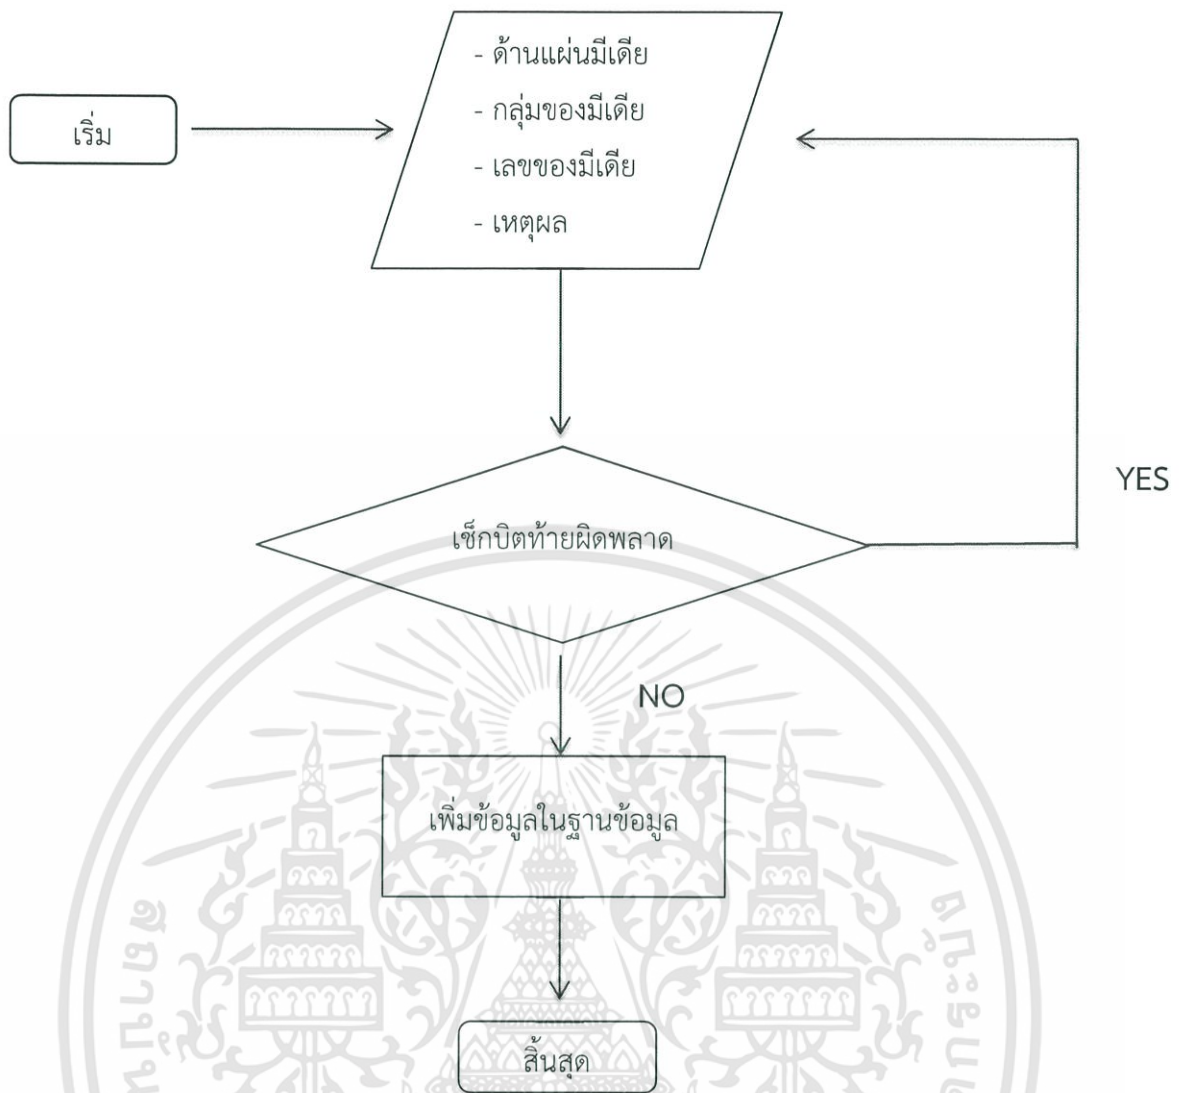 เริ่ม
- ด้านแผ่นมีเดีย
- กลุ่มของมีเดีย
- เลขของมีเดีย
- เหตุผล
YES
เช็กบิตท้ายผิดพลาด
NO
เพิ่มข้อมูลในฐานข้อมูล
สิ้นสุด